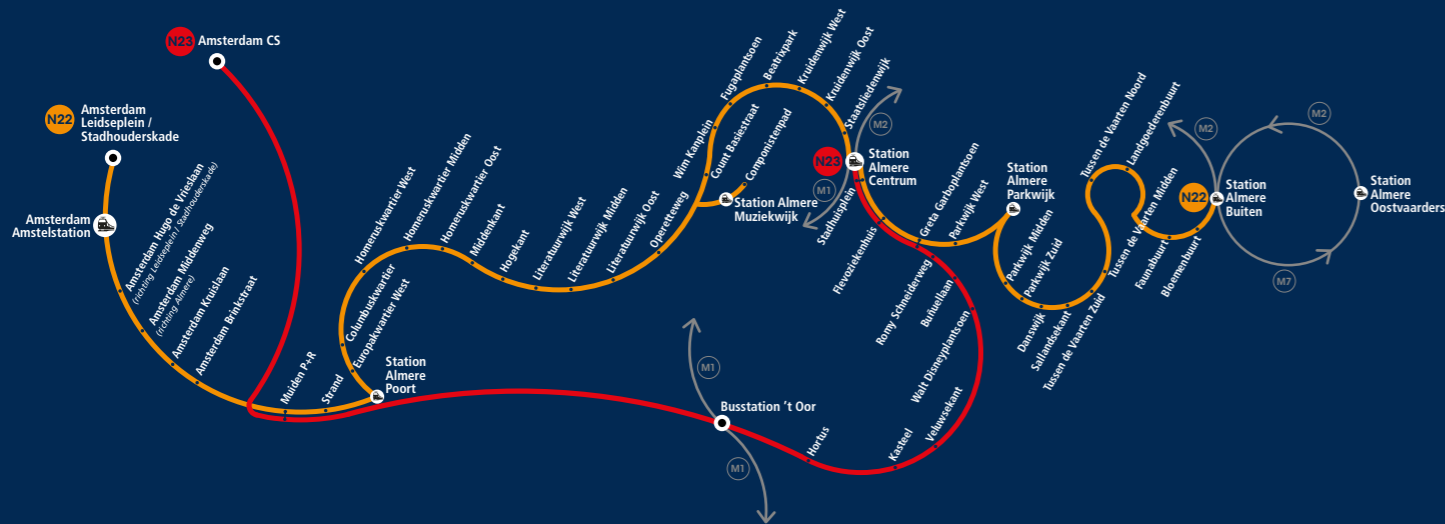 N23
Amsterdam CS
N22
Amsterdam
Leidseplein /
Stadhouderskade
Amsterdam
Amstelstation
Amsterdam Hugo de Vrieslaan
(richting Leidseplein / Stadhouderskade)
Amsterdam Middenweg
(richting Almere)
Amsterdam Kruislaan
Amsterdam Brinkstraat
Muiden P+R
Strand
Station
Almere
Poort
Europakwartier West
Columbuskwartier
Homeruskwartier West
Homeruskwartier Midden
Homeruskwartier Oost
Middenkant
Hogekant
Literatuurwijk West
Literatuurwijk Midden
Literatuurwijk Oost
Operetteweg
Station Almere
Muziekwijk
Componistenpad
Count Basiestraat
Wim Kanplein
Fugaplantsoen
Beatrixpark
Kruidenwijk West
Kruidenwijk Oost
Staatsliedenwijk
M2
N23
Station
Almere
Centrum
M1
Stadhuisplein
Flevoziekenhuis
Greta Garboplantsoen
Parkwijk West
Station
Almere
Parkwijk
Parkwijk Midden
Parkwijk Zuid
Danswijk
Sallandsekant
Tussen de Vaarten Zuid
Tussen de Vaarten Noord
Landgoederenbuurt
Tussen de Vaarten Midden
Faunabuurt
Bloemenbuurt
N22
Station
Almere
Buiten
M2
M2
M7
Station
Almere
Oostvaarders
Romy Schneiderweg
Buñuellaan
Walt Disneyplantsoen
Veluwsekant
Kasteel
Hortus
Busstation ’t Oor
M1
M1